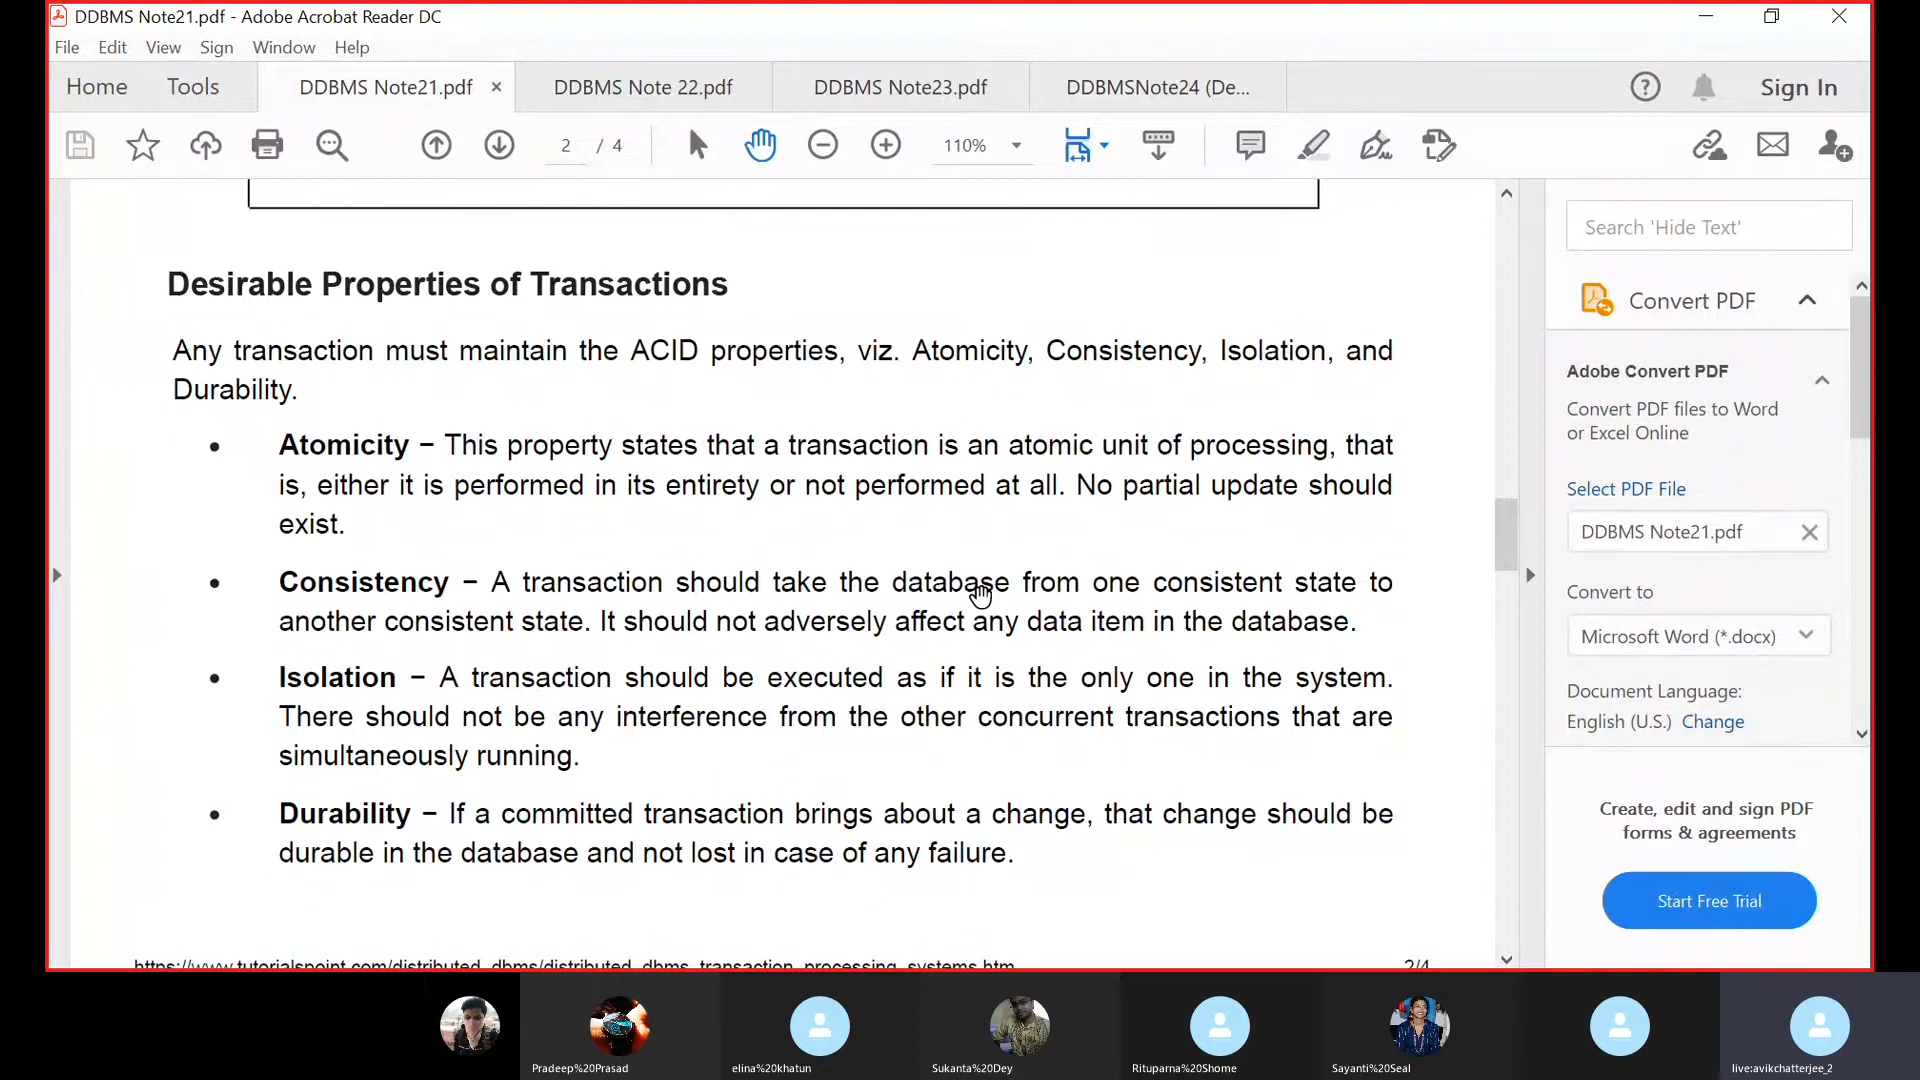 DDBMS Note21.pdf - Adobe Acrobat Reader DC
File Edit View Sign Window Help
Home Tools DDBMS Note21.pdf DDBMS Note 22.pdf DDBMS Note23.pdf DDBMSNote24 (De... Sign In
2 / 4 110%
Desirable Properties of Transactions
Any transaction must maintain the ACID properties, viz. Atomicity, Consistency, Isolation, and
Durability.
• Atomicity − This property states that a transaction is an atomic unit of processing, that
is, either it is performed in its entirety or not performed at all. No partial update should
exist.
• Consistency − A transaction should take the database from one consistent state to
another consistent state. It should not adversely affect any data item in the database.
• Isolation − A transaction should be executed as if it is the only one in the system.
There should not be any interference from the other concurrent transactions that are
simultaneously running.
• Durability − If a committed transaction brings about a change, that change should be
durable in the database and not lost in case of any failure.
https://www.tutorialspoint.com/distributed_dbms/distributed_dbms_transaction_processing_systems.htm 2/4
Search 'Hide Text'
Convert PDF
Adobe Convert PDF
Convert PDF files to Word
or Excel Online
Select PDF File
DDBMS Note21.pdf
Convert to
Microsoft Word (*.docx)
Document Language:
English (U.S.) Change
Create, edit and sign PDF
forms & agreements
Start Free Trial
Pradeep%20Prasad elina%20khatun Sukanta%20Dey Rituparna%20Shome Sayanti%20Seal live:avikchatterjee_2